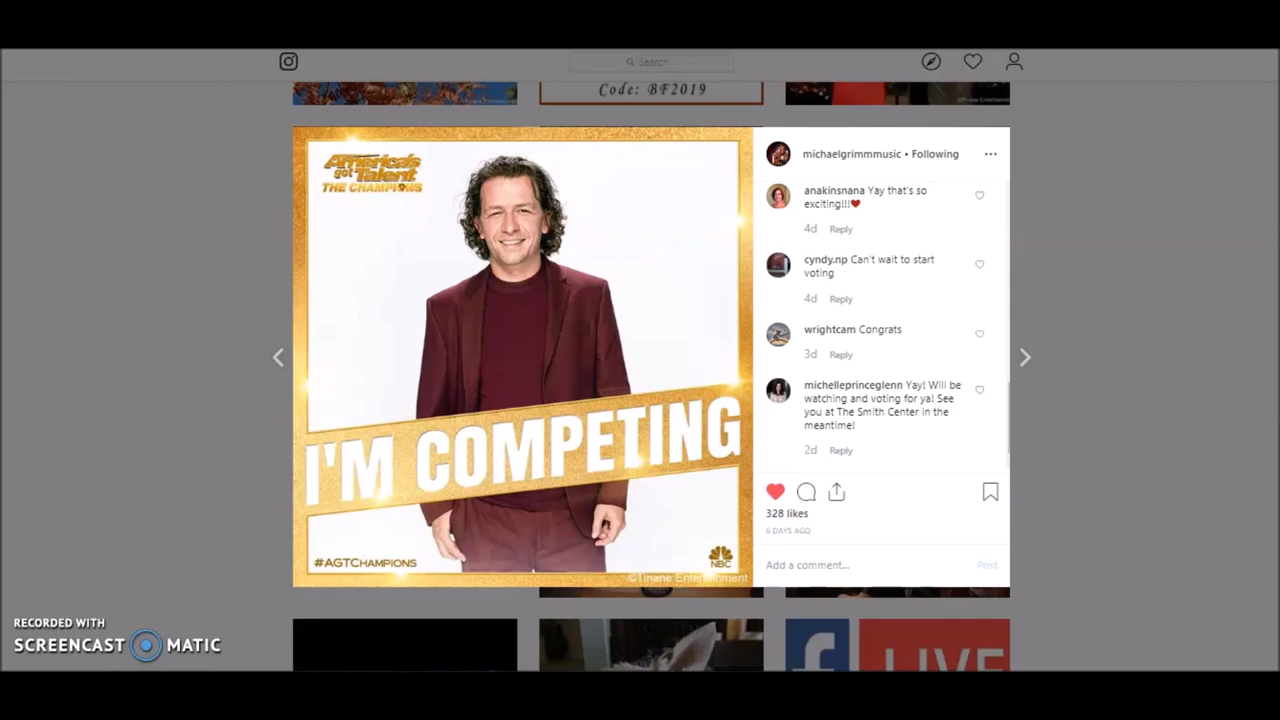 Search
Code: BF2019
America's
got Talent
THE CHAMPIONS
I'M COMPETING
#AGTCHAMPIONS
NBC
©Tinane Entertainment
michaelgrimmmusic • Following
anakinsnana Yay that's so
exciting!!!❤
4d Reply
cyndy.np Can't wait to start
voting
4d Reply
wrightcam Congrats
3d Reply
michelleprinceglenn Yay! Will be
watching and voting for ya! See
you at The Smith Center in the
meantime!
2d Reply
328 likes
6 DAYS AGO
Add a comment... Post
f LIVE
RECORDED WITH
SCREENCAST MATIC